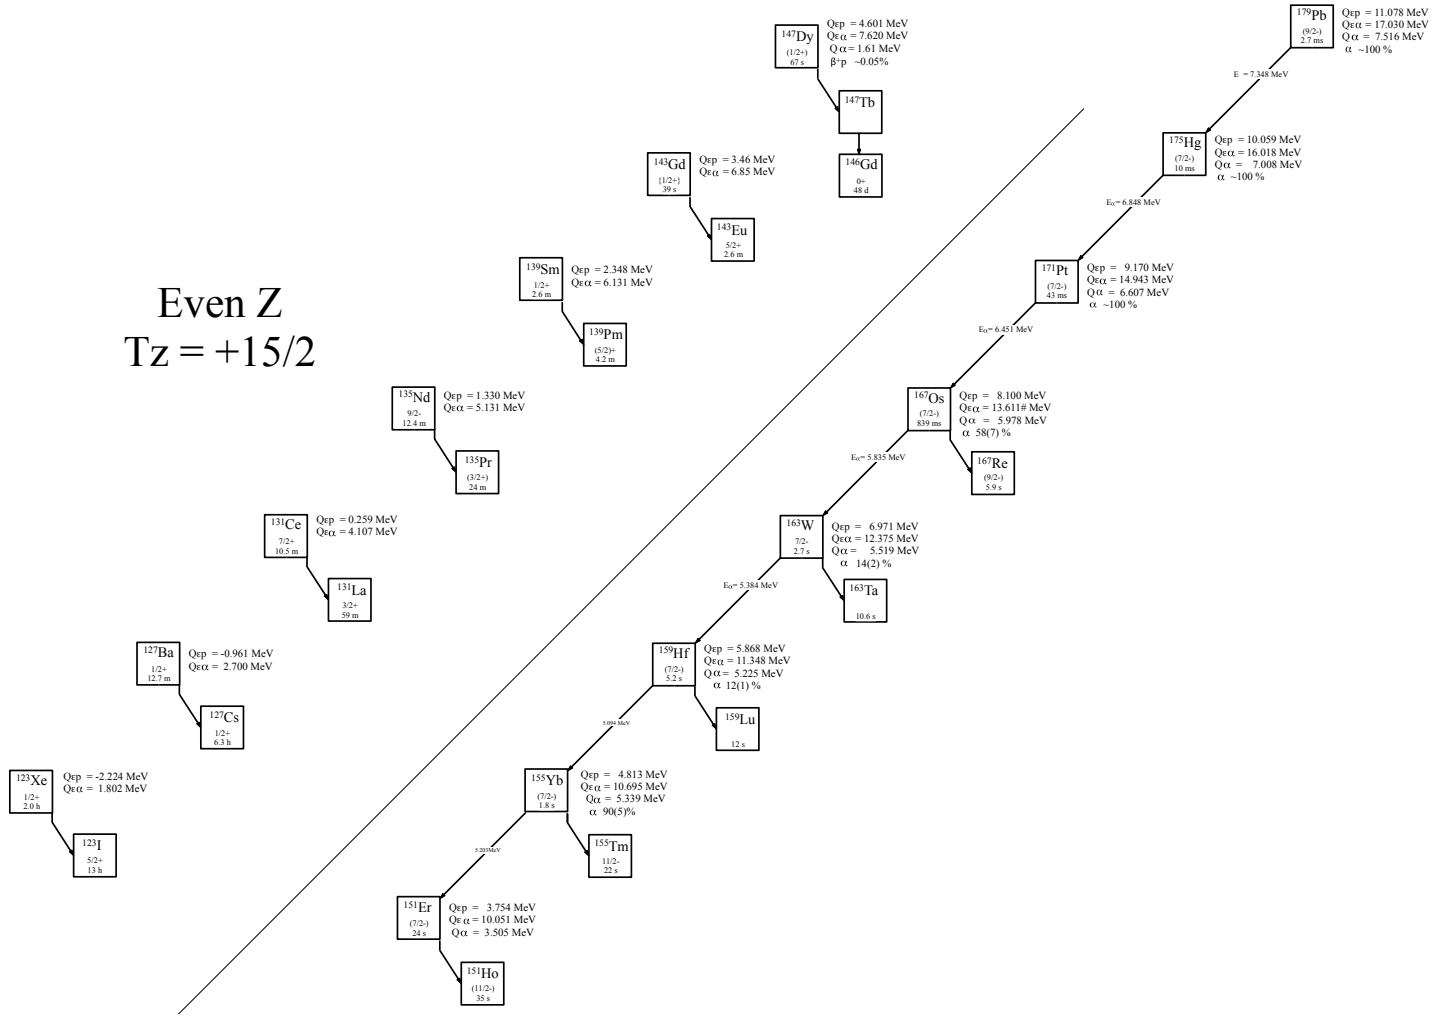 Even Z
Tz = +15/2
147Dy
(1/2+)
67 s
Qεp = 4.601 MeV
Qεα = 7.620 MeV
Qα = 1.61 MeV
β+p ~0.05%
147Tb
146Gd
0+
48 d
143Gd
{1/2+}
39 s
Qεp = 3.46 MeV
Qεα = 6.85 MeV
143Eu
5/2+
2.6 m
139Sm
1/2+
2.6 m
Qεp = 2.348 MeV
Qεα = 6.131 MeV
139Pm
(5/2)+
4.2 m
135Nd
9/2-
12.4 m
Qεp = 1.330 MeV
Qεα = 5.131 MeV
135Pr
(3/2+)
24 m
131Ce
7/2+
10.5 m
Qεp = 0.259 MeV
Qεα = 4.107 MeV
131La
3/2+
59 m
127Ba
1/2+
12.7 m
Qεp = -0.961 MeV
Qεα = 2.700 MeV
127Cs
1/2+
6.3 h
123Xe
1/2+
2.0 h
Qεp = -2.224 MeV
Qεα = 1.802 MeV
123I
5/2+
13 h
179Pb
(9/2-)
2.7 ms
Qεp = 11.078 MeV
Qεα = 17.030 MeV
Qα = 7.516 MeV
α ~100 %
E = 7.348 MeV
175Hg
(7/2-)
10 ms
Qεp = 10.059 MeV
Qεα = 16.018 MeV
Qα = 7.008 MeV
α ~100 %
Eα= 6.848 MeV
171Pt
(7/2-)
43 ms
Qεp = 9.170 MeV
Qεα = 14.943 MeV
Qα = 6.607 MeV
α ~100 %
Eα= 6.451 MeV
167Os
(7/2-)
839 ms
Qεp = 8.100 MeV
Qεα = 13.611# MeV
Qα = 5.978 MeV
α 58(7) %
167Re
(9/2-)
5.9 s
Eα= 5.835 MeV
163W
7/2-
2.7 s
Qεp = 6.971 MeV
Qεα = 12.375 MeV
Qα = 5.519 MeV
α 14(2) %
163Ta
10.6 s
Eα= 5.384 MeV
159Hf
(7/2-)
5.2 s
Qεp = 5.868 MeV
Qεα = 11.348 MeV
Qα = 5.225 MeV
α 12(1) %
159Lu
12 s
5.094 MeV
155Yb
(7/2-)
1.8 s
Qεp = 4.813 MeV
Qεα = 10.695 MeV
Qα = 5.339 MeV
α 90(5)%
155Tm
11/2-
22 s
5.203MeV
151Er
(7/2-)
24 s
Qεp = 3.754 MeV
Qεα = 10.051 MeV
Qα = 3.505 MeV
151Ho
(11/2-)
35 s